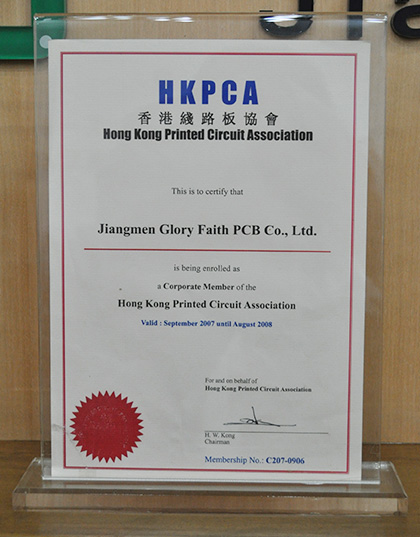 HKPCA
香港綫路板協會
Hong Kong Printed Circuit Association
This is to certify that
Jiangmen Glory Faith PCB Co., Ltd.
is being enrolled as
a Corporate Member of the
Hong Kong Printed Circuit Association
Valid : September 2007 until August 2008
For and on behalf of
Hong Kong Printed Circuit Association
H. W. Kong
Chairman
Membership No.: C207-0906